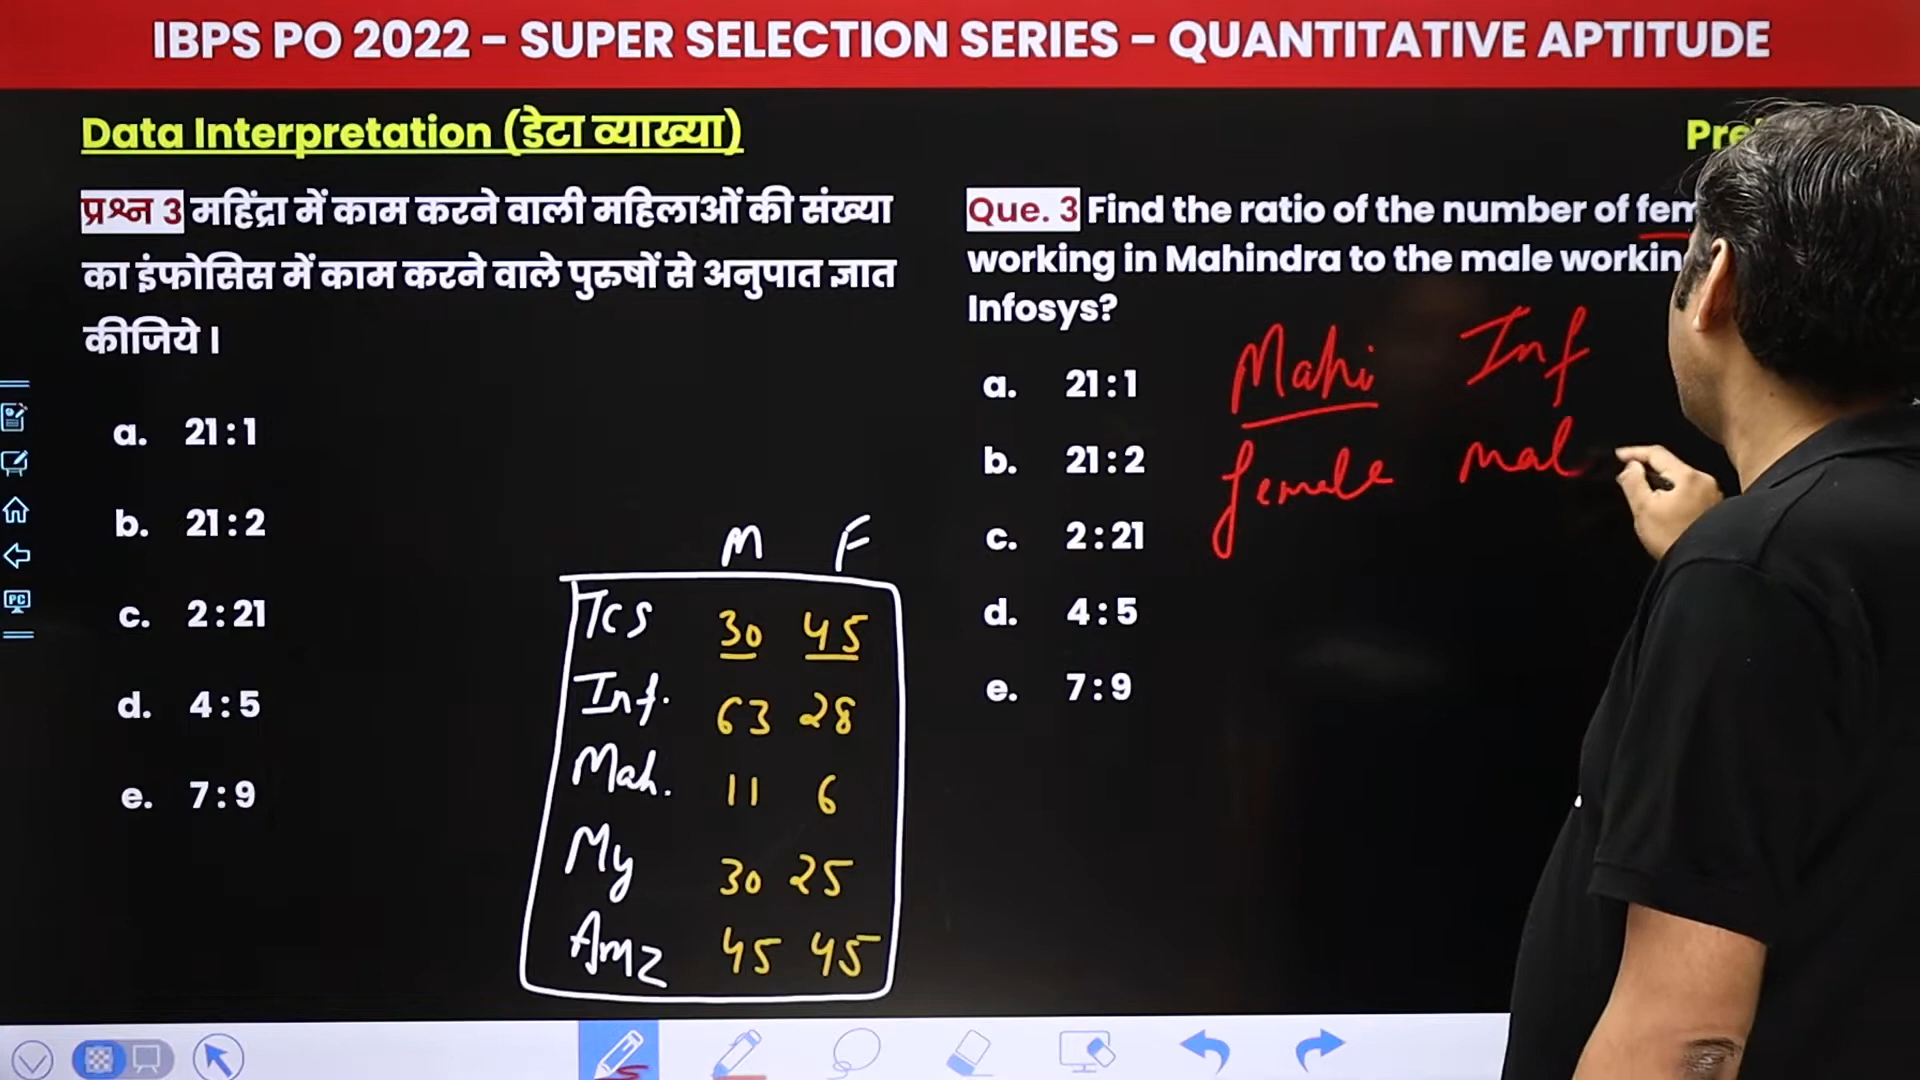 IBPS PO 2022 - SUPER SELECTION SERIES - QUANTITATIVE APTITUDE
Data Interpretation (डेटा व्याख्या)
प्रश्न 3 महिंद्रा में काम करने वाली महिलाओं की संख्या
का इंफोसिस में काम करने वाले पुरुषों से अनुपात ज्ञात
कीजिये ।
a. 21 : 1
b. 21 : 2
c. 2 : 21
d. 4 : 5
e. 7 : 9
M F
TCS 30 45
Inf. 63 28
Mah. 11 6
My 30 25
Amz 45 45
Que. 3 Find the ratio of the number of
working in Mahindra to the male
Infosys?
a. 21 : 1
b. 21 : 2
c. 2 : 21
d. 4 : 5
e. 7 : 9
Mahi Inf
female mal
PC